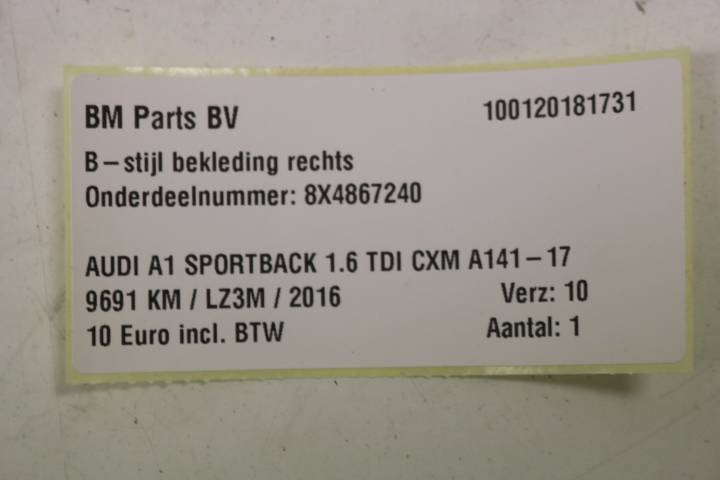 BM Parts BV 100120181731
B-stijl bekleding rechts
Onderdeelnummer: 8X4867240
AUDI A1 SPORTBACK 1.6 TDI CXM A141-17
9691 KM / LZ3M / 2016 Verz: 10
10 Euro incl. BTW Aantal: 1